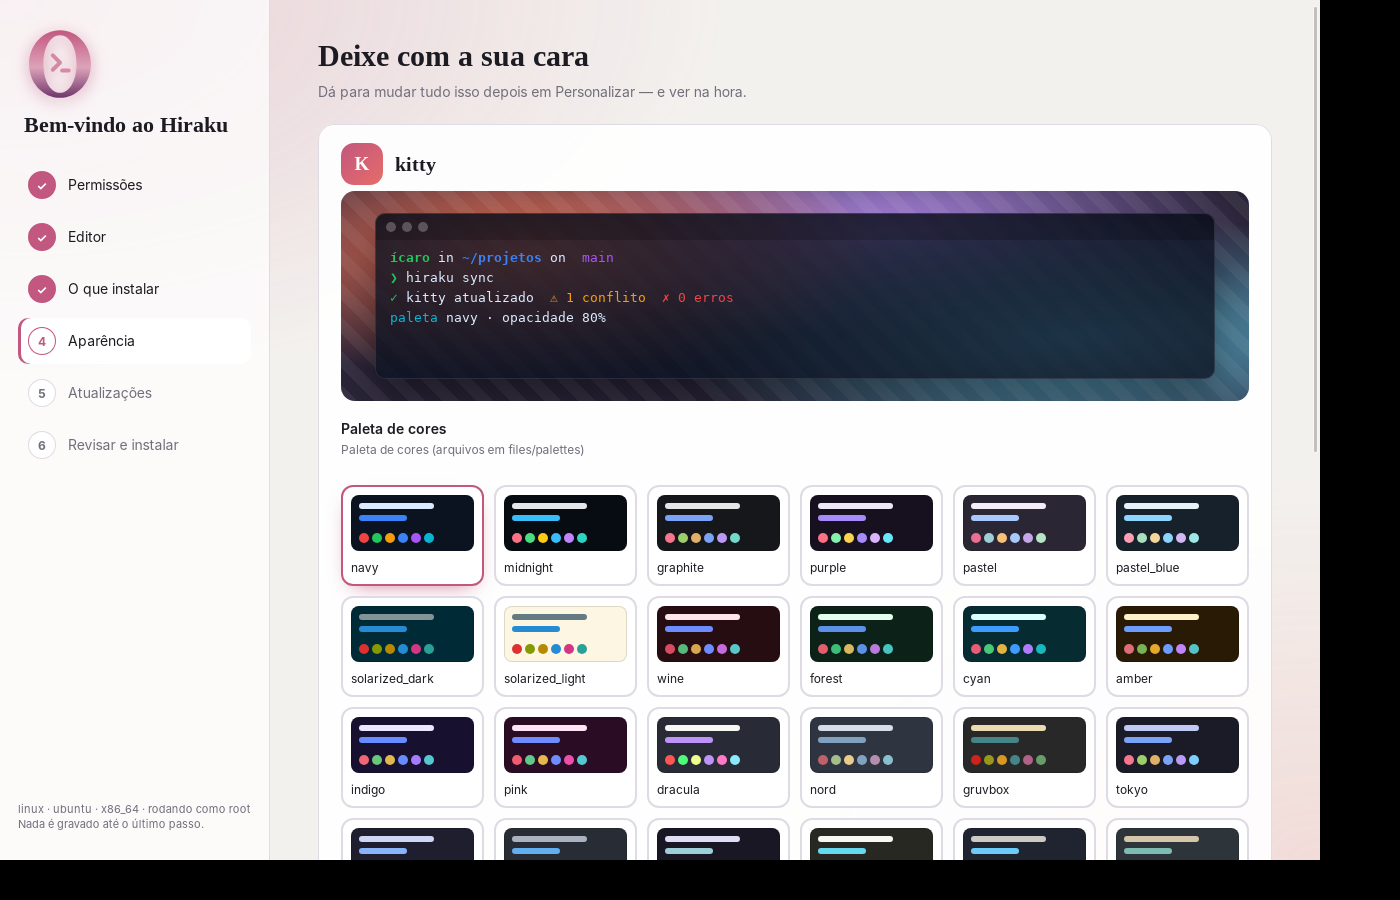 Bem-vindo ao Hiraku
Permissões
Editor
O que instalar
4 Aparência
5 Atualizações
6 Revisar e instalar
linux · ubuntu · x86_64 · rodando como root
Nada é gravado até o último passo.
Deixe com a sua cara
Dá para mudar tudo isso depois em Personalizar — e ver na hora.
K kitty
ícaro in ~/projetos on  main
❯ hiraku sync
✓ kitty atualizado  ⚠ 1 conflito  ✗ 0 erros
paleta navy · opacidade 80%
Paleta de cores
Paleta de cores (arquivos em files/palettes)
navy midnight graphite purple pastel pastel_blue
solarized_dark solarized_light wine forest cyan amber
indigo pink dracula nord gruvbox tokyo